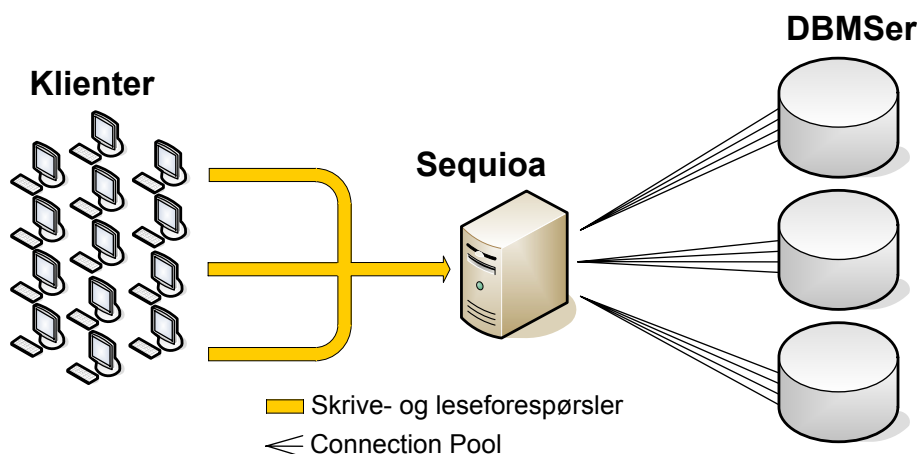 DBMSer
Klienter
Sequioa
Skrive- og leseforespørsler
Connection Pool